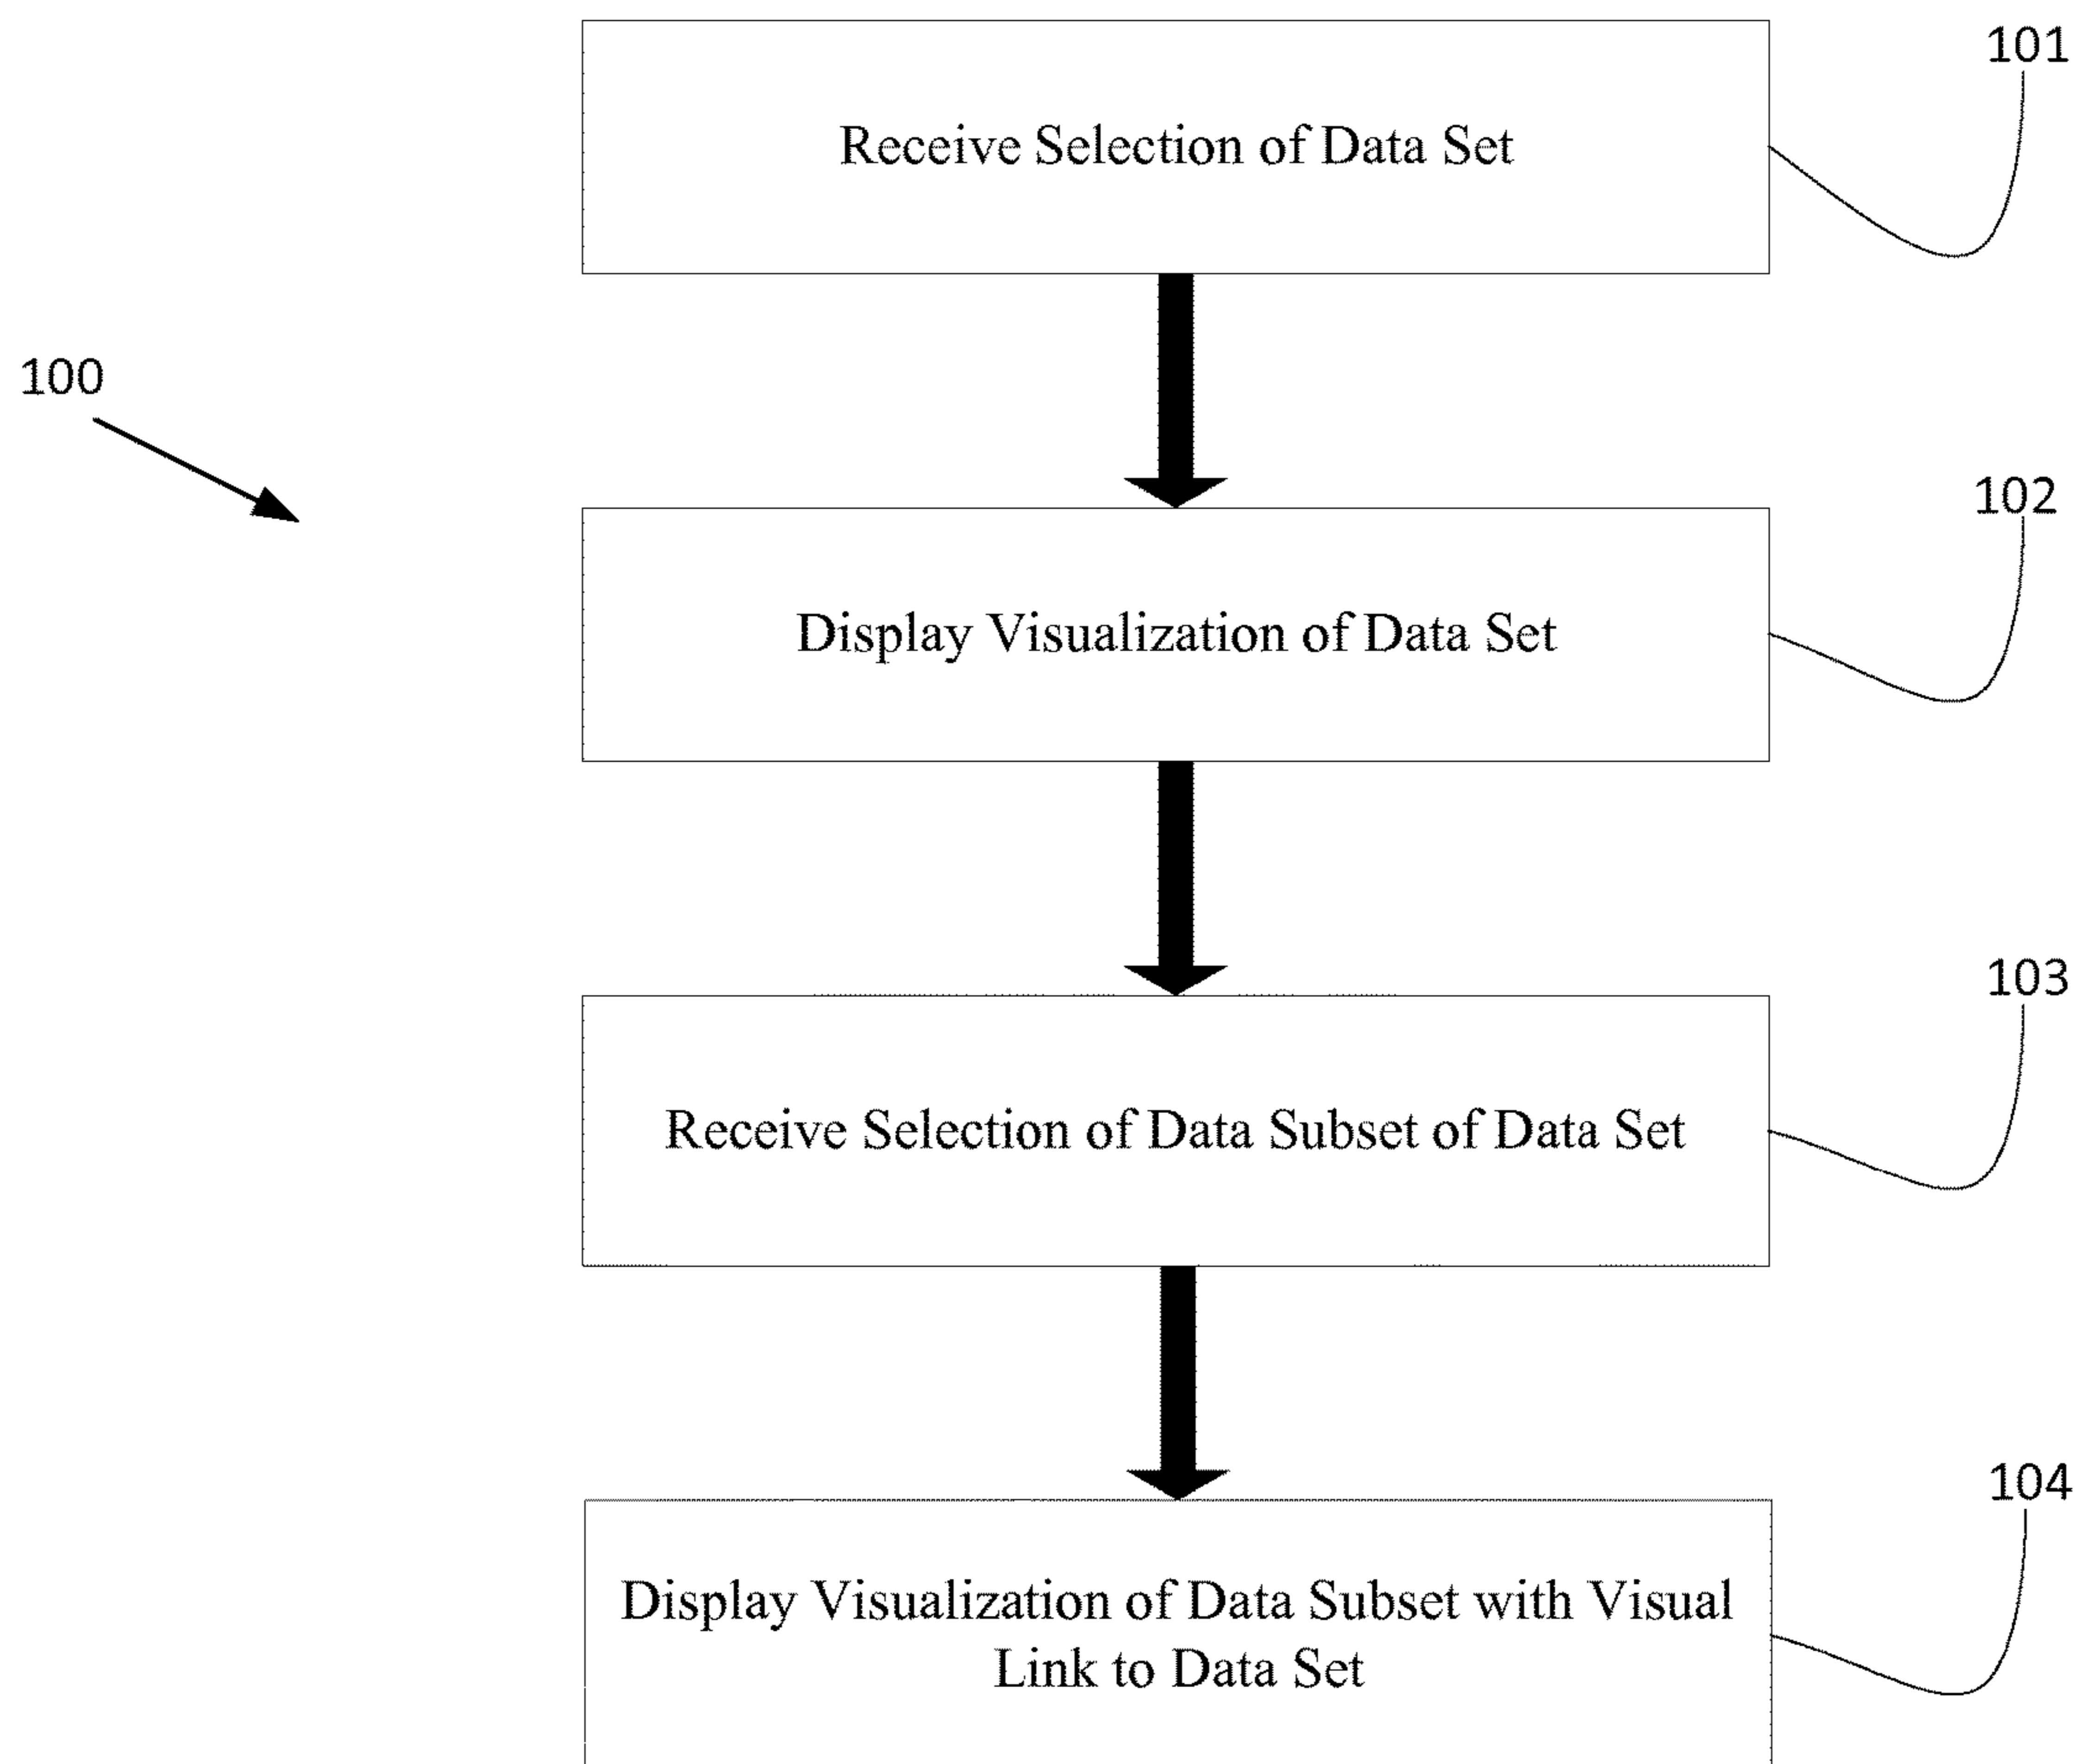 Receive Selection of Data Set
101
100
Display Visualization of Data Set
102
Receive Selection of Data Subset of Data Set
103
Display Visualization of Data Subset with Visual
Link to Data Set
104